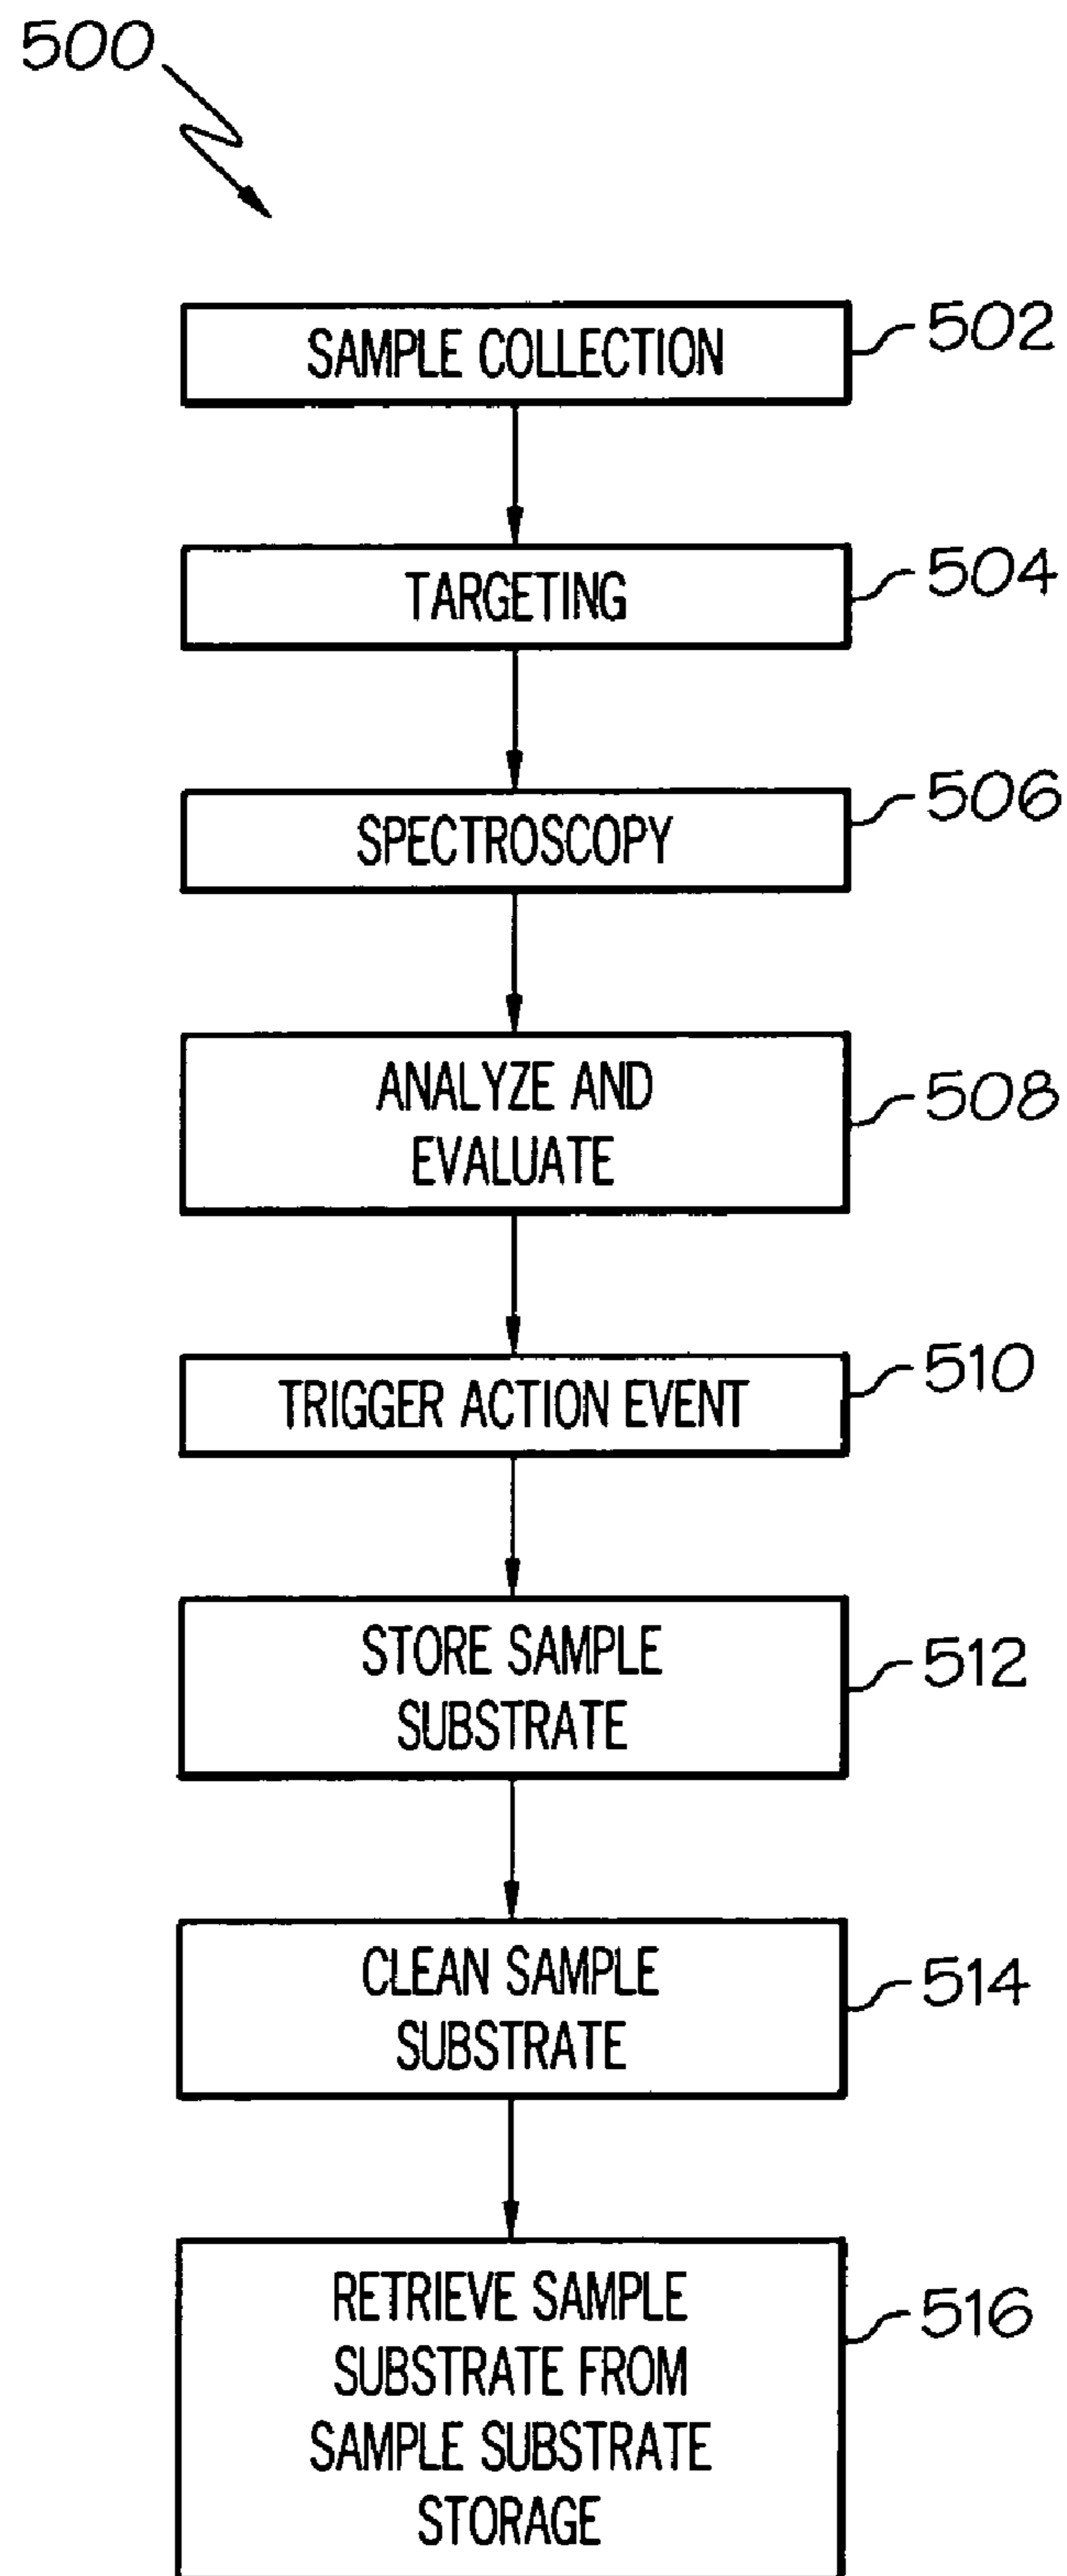 500
SAMPLE COLLECTION
502
TARGETING
504
SPECTROSCOPY
506
ANALYZE AND
EVALUATE
508
TRIGGER ACTION EVENT
510
STORE SAMPLE
SUBSTRATE
512
CLEAN SAMPLE
SUBSTRATE
514
RETRIEVE SAMPLE
SUBSTRATE FROM
SAMPLE SUBSTRATE
STORAGE
516